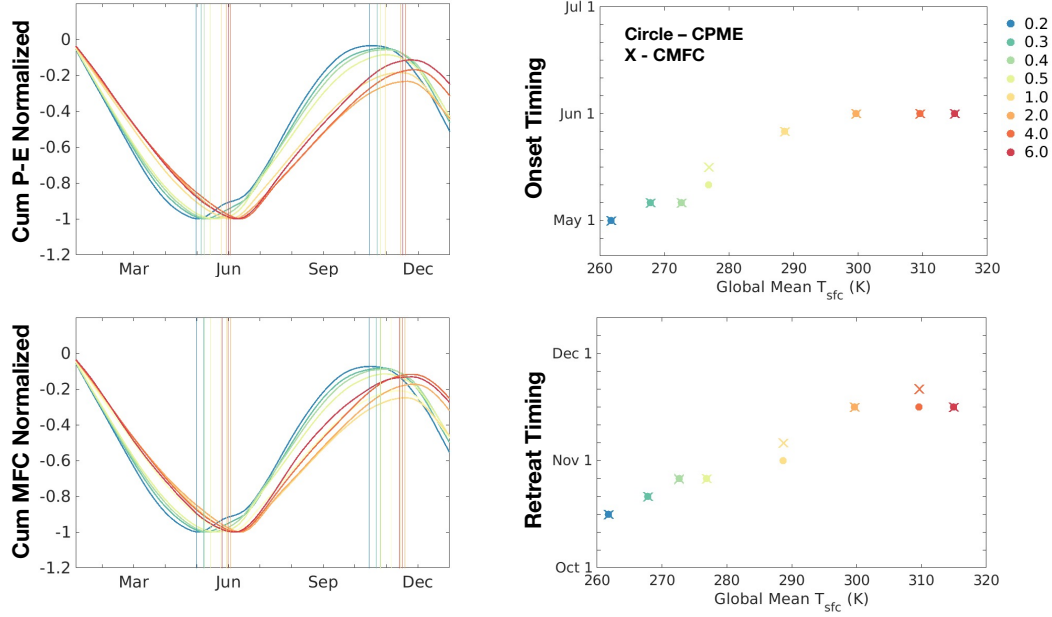 Cum P-E Normalized
0
-0.2
-0.4
-0.6
-0.8
-1
-1.2
Mar
Jun
Sep
Dec
Onset Timing
Jul 1
Jun 1
May 1
Circle – CPME
X - CMFC
260
270
280
290
300
310
320
Global Mean T_sfc (K)
0.2
0.3
0.4
0.5
1.0
2.0
4.0
6.0
Cum MFC Normalized
0
-0.2
-0.4
-0.6
-0.8
-1
-1.2
Mar
Jun
Sep
Dec
Retreat Timing
Dec 1
Nov 1
Oct 1
260
270
280
290
300
310
320
Global Mean T_sfc (K)